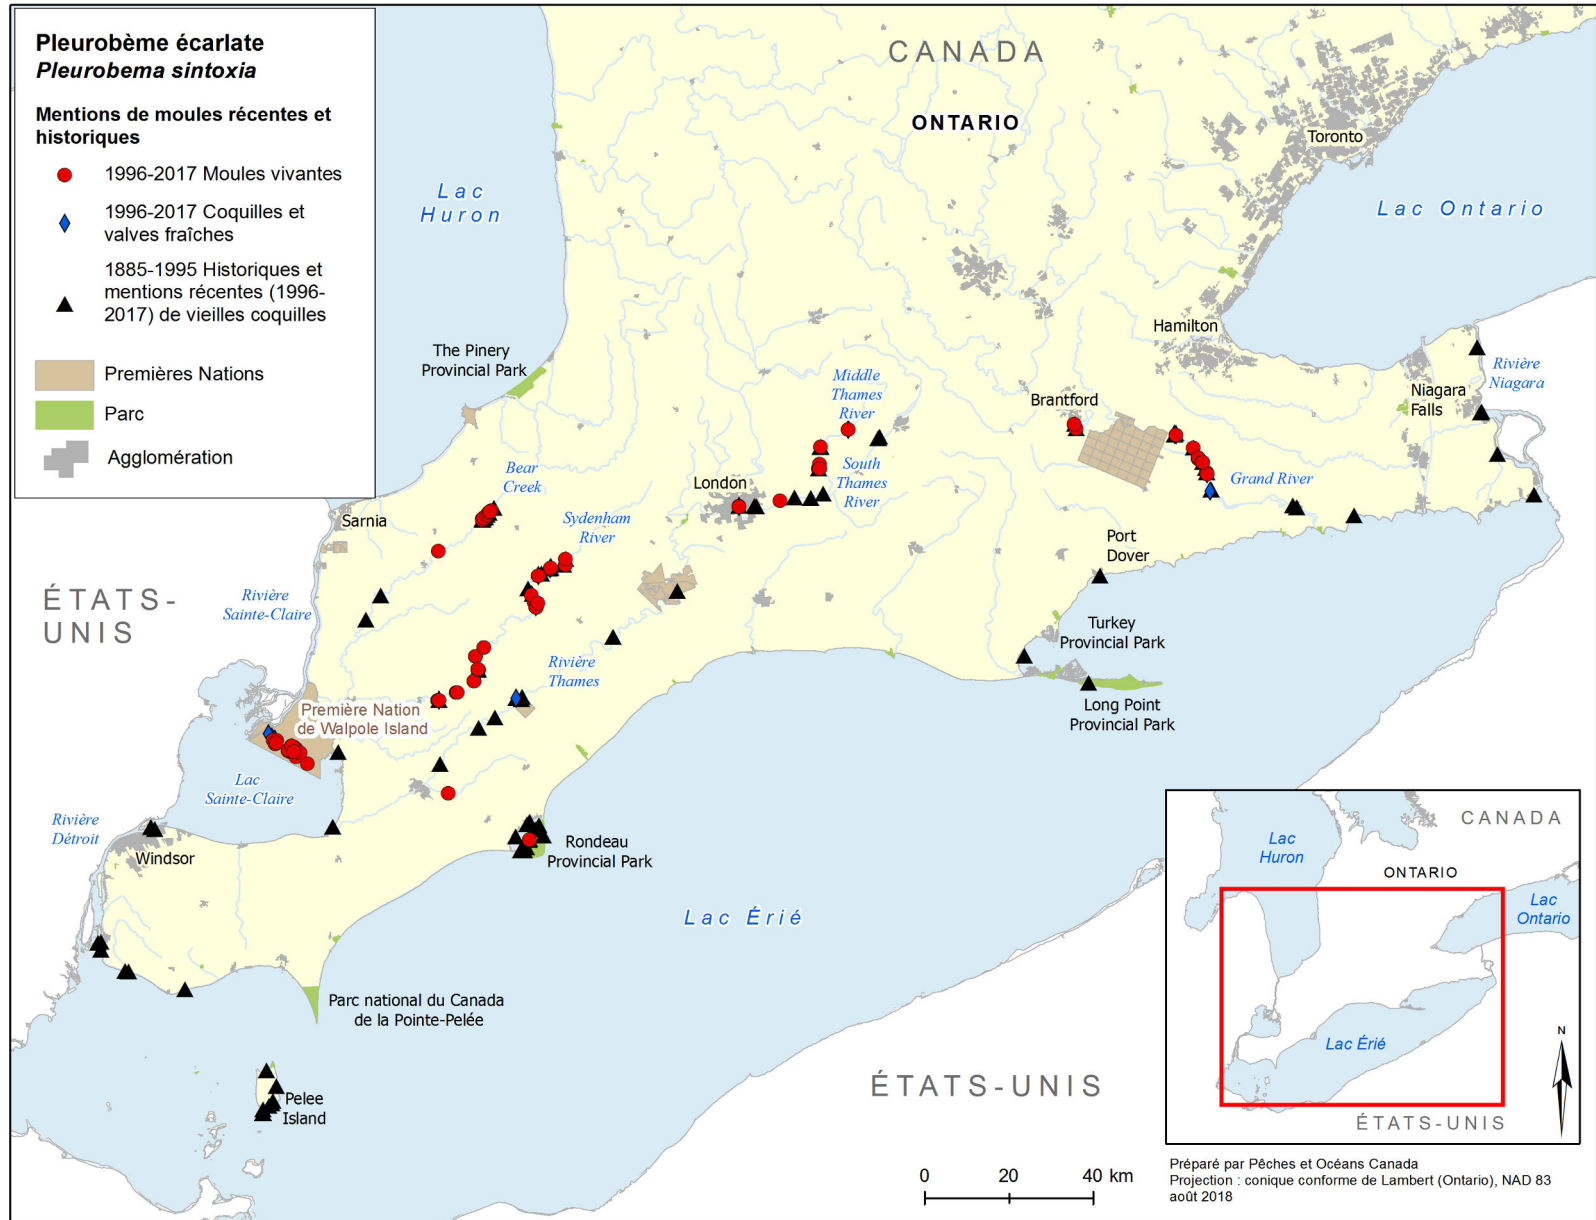 Pleurobème écarlate
Pleurobema sintoxia
Mentions de moules récentes et
historiques
1996-2017 Moules vivantes
1996-2017 Coquilles et
valves fraîches
1885-1995 Historiques et
mentions récentes (1996-
2017) de vieilles coquilles
Premières Nations
Parc
Agglomération
CANADA
ONTARIO
Toronto
Lac
Huron
Lac Ontario
Hamilton
The Pinery
Provincial Park
Middle
Thames
River
Brantford
Niagara
Falls
Rivière
Niagara
Bear
Creek
London
South
Thames
River
Grand River
Sarnia
Sydenham
River
Port
Dover
ÉTATS-
UNIS
Rivière
Sainte-Claire
Turkey
Provincial Park
Rivière
Thames
Première Nation
de Walpole Island
Long Point
Provincial Park
Lac
Sainte-Claire
Rivière
Détroit
Windsor
Rondeau
Provincial Park
Lac Érié
Parc national du Canada
de la Pointe-Pelée
ÉTATS-UNIS
Pelee
Island
0 20 40 km
CANADA
Lac
Huron
ONTARIO
Lac
Ontario
Lac Érié
N
ÉTATS-UNIS
Préparé par Pêches et Océans Canada
Projection : conique conforme de Lambert (Ontario), NAD 83
août 2018